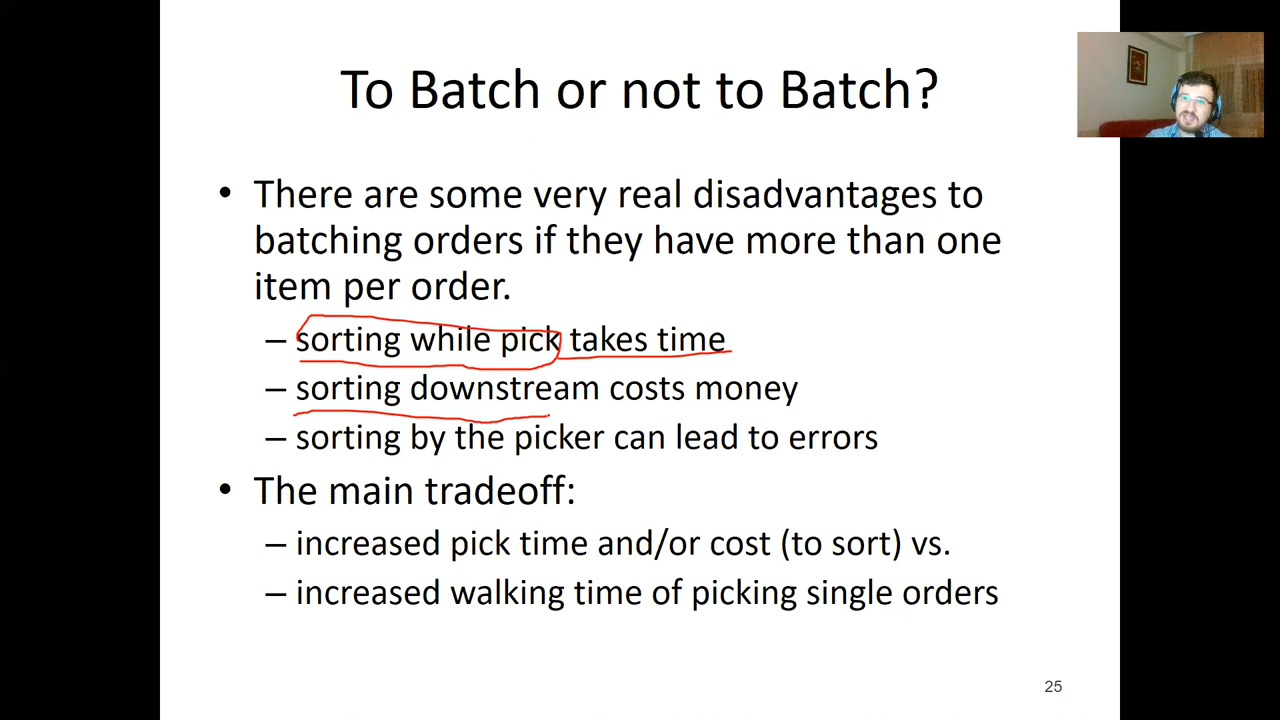 To Batch or not to Batch?
• There are some very real disadvantages to
batching orders if they have more than one
item per order.
– sorting while pick takes time
– sorting downstream costs money
– sorting by the picker can lead to errors
• The main tradeoff:
– increased pick time and/or cost (to sort) vs.
– increased walking time of picking single orders
25